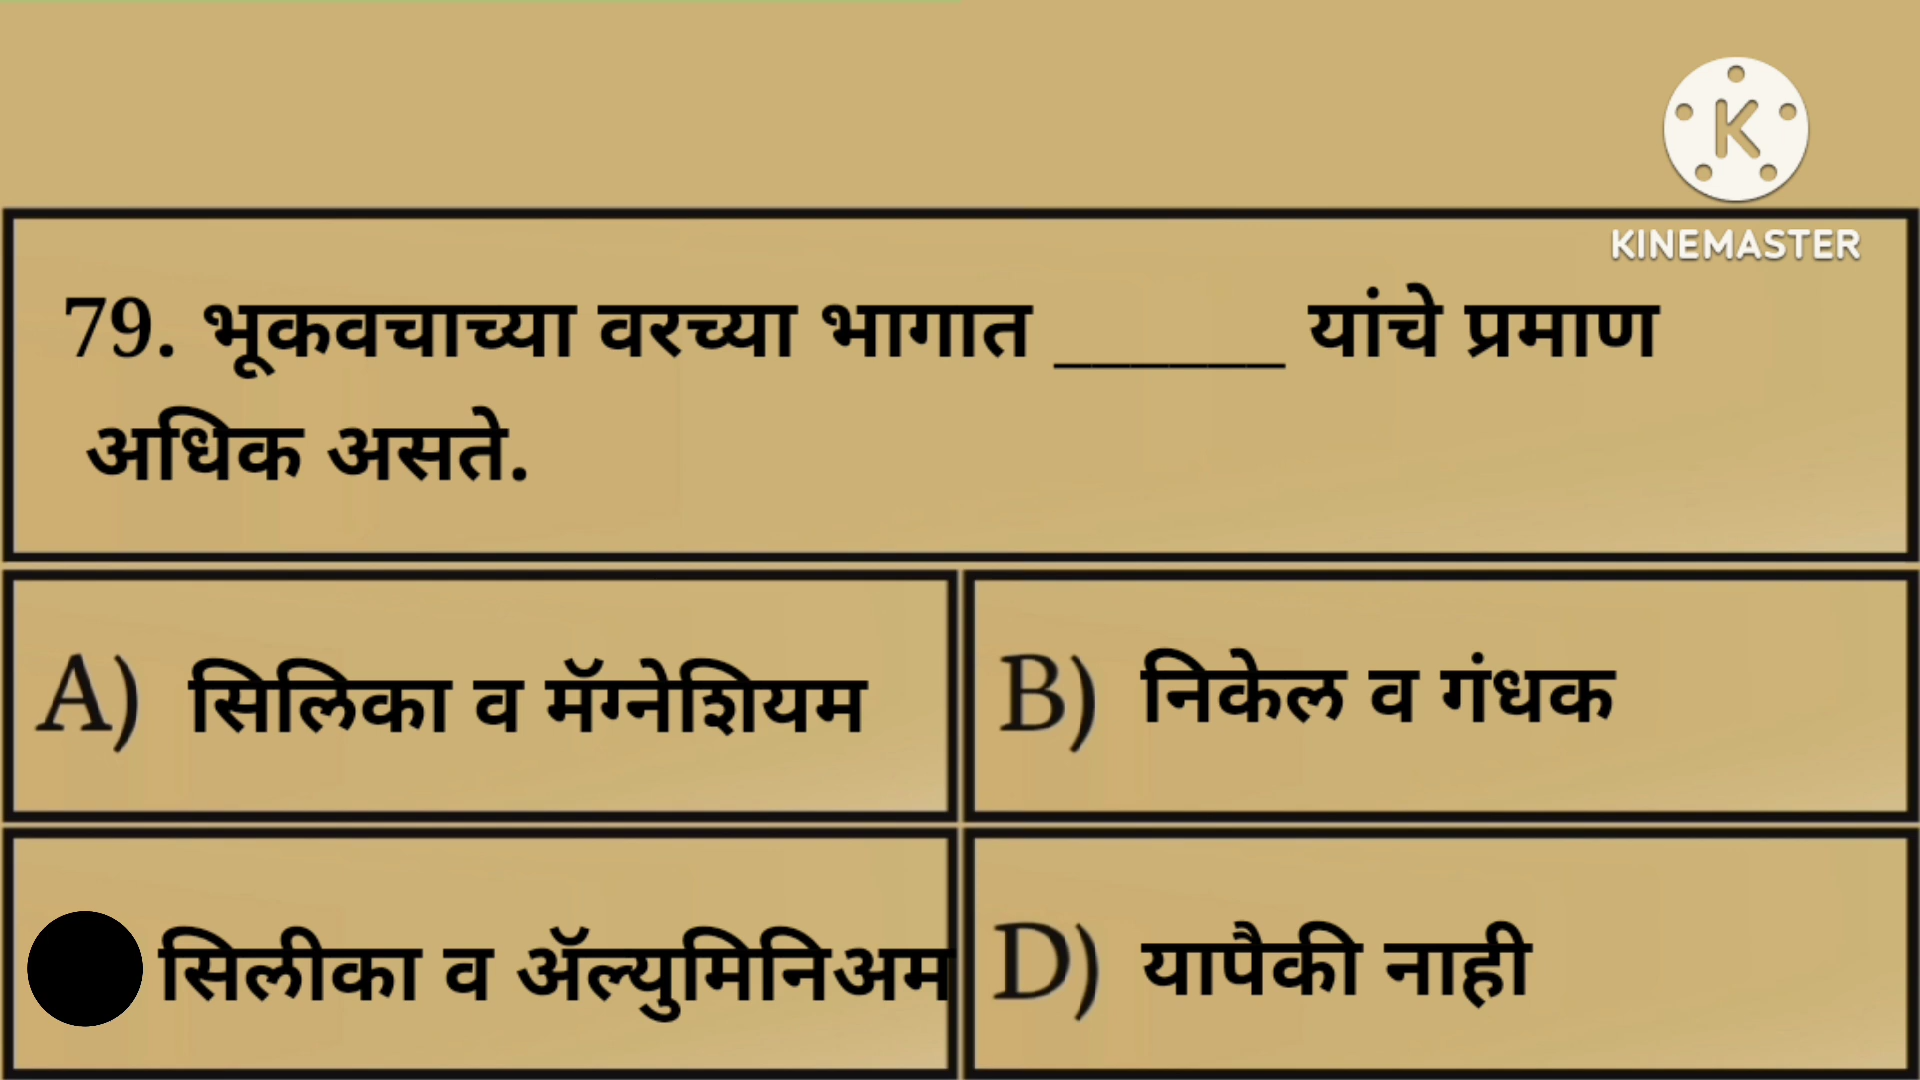 K
KINEMASTER
79. भूकवचाच्या वरच्या भागात ______ यांचे प्रमाण
अधिक असते.
A) सिलिका व मॅग्नेशियम
B) निकेल व गंधक
सिलीका व ॲल्युमिनिअम
D) यापैकी नाही